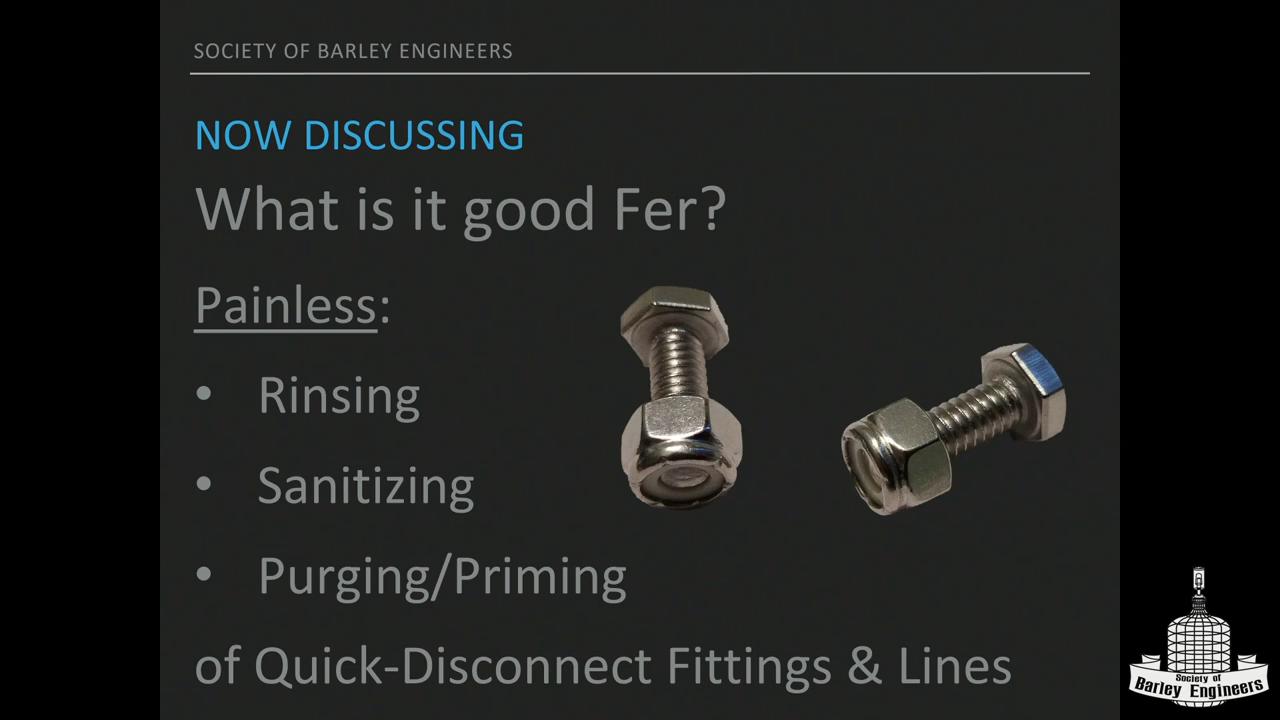 SOCIETY OF BARLEY ENGINEERS
NOW DISCUSSING
What is it good Fer?
Painless:
• Rinsing
• Sanitizing
• Purging/Priming
of Quick-Disconnect Fittings & Lines
Society of
Barley Engineers